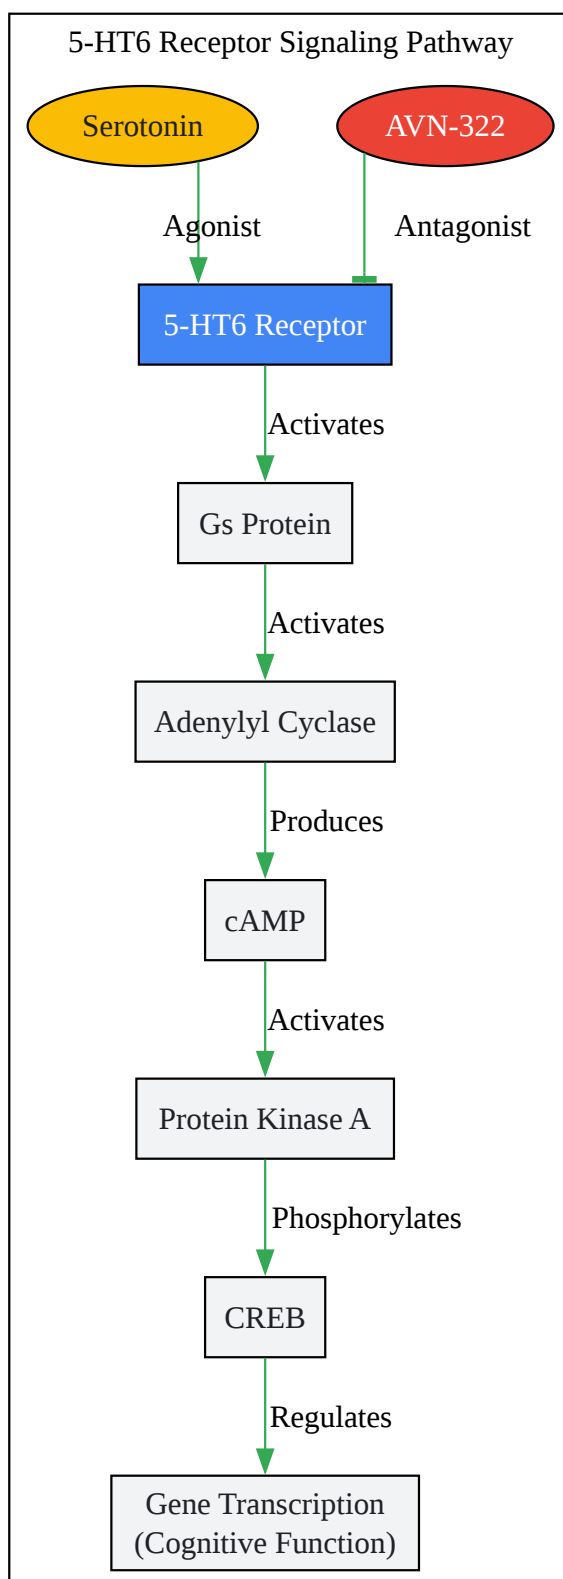 5-HT6 Receptor Signaling Pathway
Serotonin
AVN-322
Agonist
Antagonist
5-HT6 Receptor
Activates
Gs Protein
Activates
Adenylyl Cyclase
Produces
cAMP
Activates
Protein Kinase A
Phosphorylates
CREB
Regulates
Gene Transcription
(Cognitive Function)